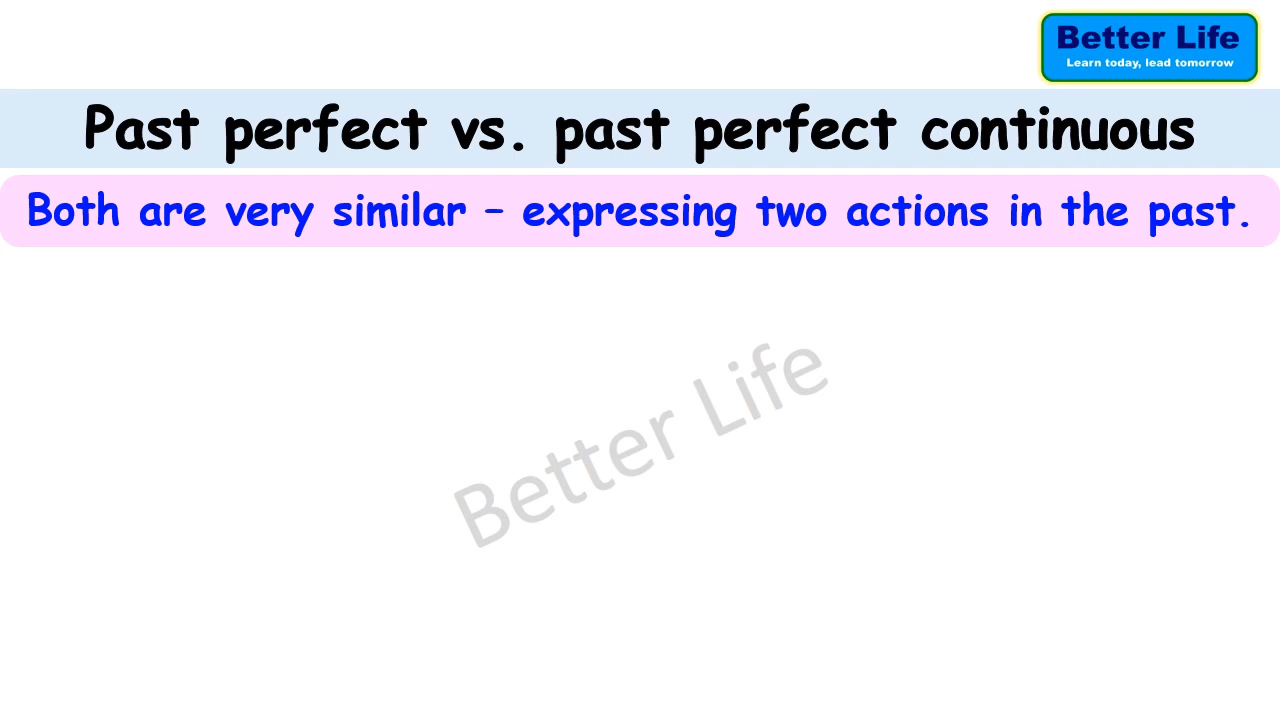 Better Life
Learn today, lead tomorrow
Past perfect vs. past perfect continuous
Both are very similar – expressing two actions in the past.
Better Life